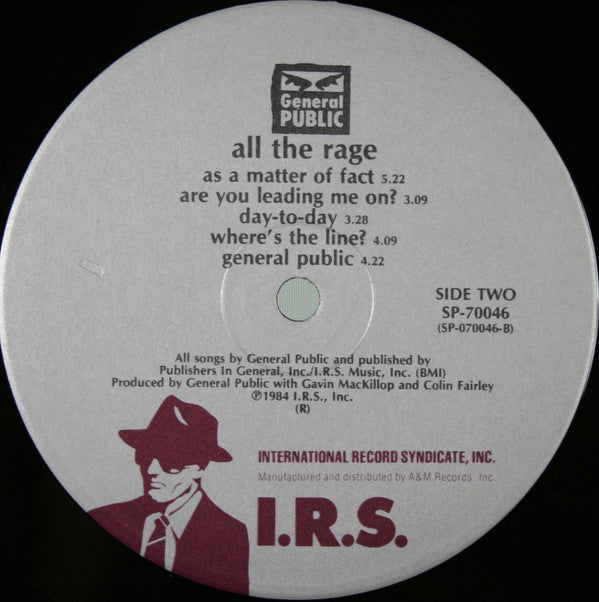 General
PUBLIC
all the rage
as a matter of fact 5.22
are you leading me on? 3.09
day-to-day 3.28
where's the line? 4.09
general public 4.22
SIDE TWO
SP-70046
(SP-070046-B)
All songs by General Public and published by
Publishers In General, Inc./I.R.S. Music, Inc. (BMI)
Produced by General Public with Gavin MacKillop and Colin Fairley
℗1984 I.R.S., Inc.
(R)
INTERNATIONAL RECORD SYNDICATE, INC.
Manufactured and distributed by A&M Records, Inc.
I.R.S.